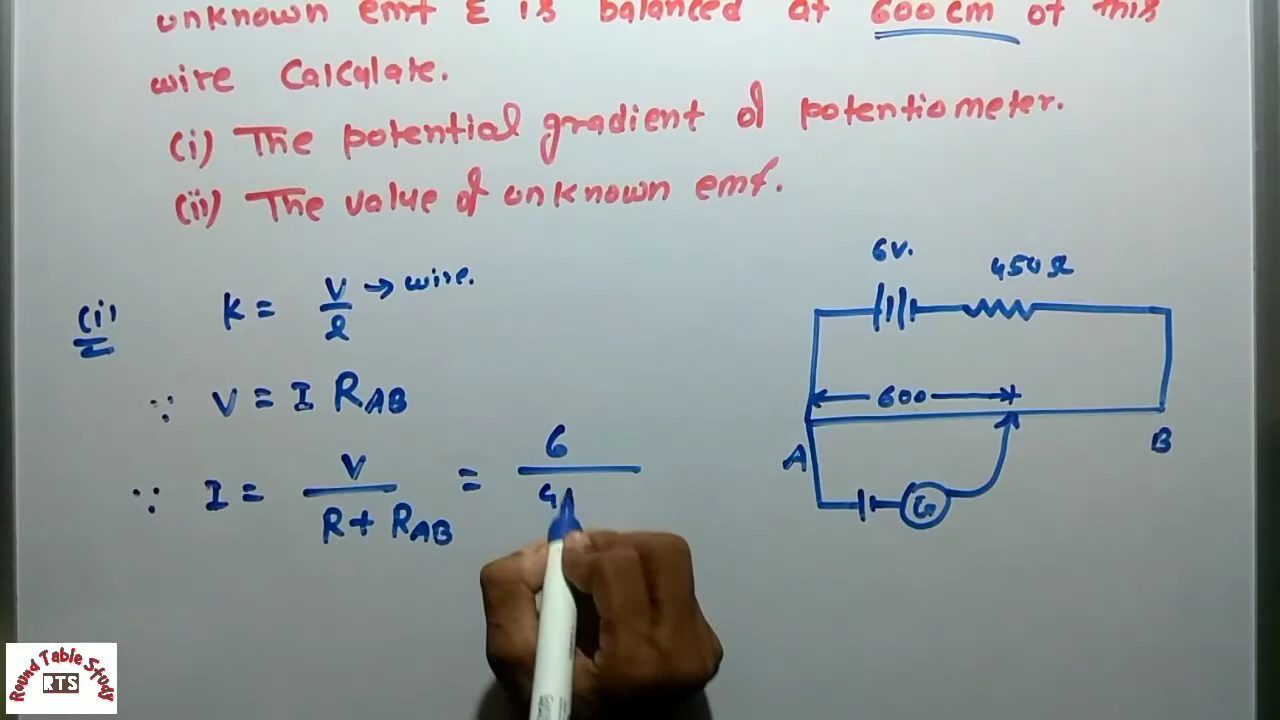 unknown emf E is balanced at 600 cm of this
wire Calculate.
(i) The potential gradient of potentiometer.
(ii) The value of unknown emf.
(i) K = V/l → wire.
∵ V = I R_AB
∵ I = V / (R + R_AB) = 6 / 4
6V.
450Ω
600
A
B
G
Round Table Study
RTS